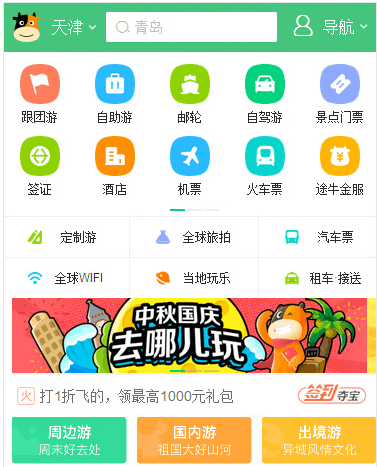 天津 青岛 导航
跟团游 自助游 邮轮 自驾游 景点门票
签证 酒店 机票 火车票 途牛金服
定制游 全球旅拍 汽车票
全球WIFI 当地玩乐 租车·接送
中秋国庆
去哪儿玩
火 打1折飞的，领最高1000元礼包 签到夺宝
周边游 国内游 出境游
周末好去处 祖国大好山河 异域风情文化